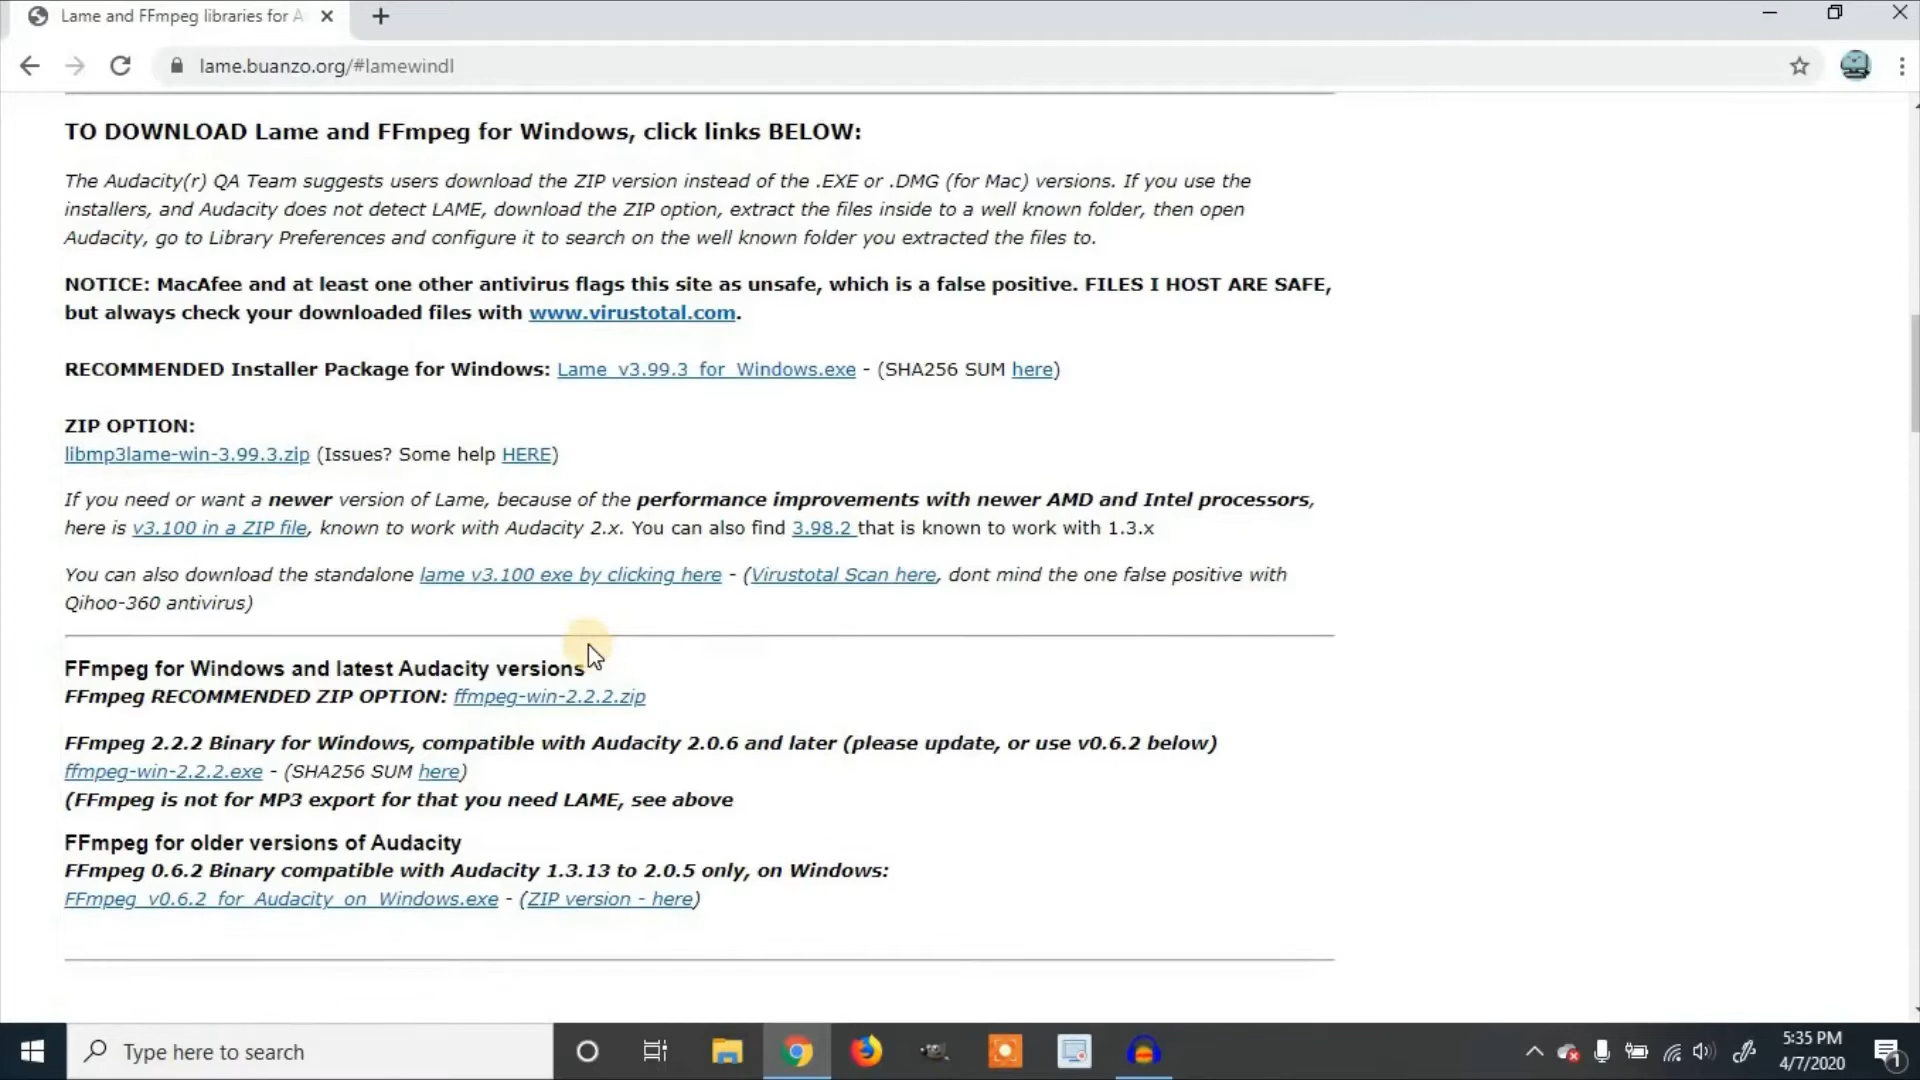 Lame and FFmpeg libraries for A
lame.buanzo.org/#lamewindl
TO DOWNLOAD Lame and FFmpeg for Windows, click links BELOW:
The Audacity(r) QA Team suggests users download the ZIP version instead of the .EXE or .DMG (for Mac) versions. If you use the
installers, and Audacity does not detect LAME, download the ZIP option, extract the files inside to a well known folder, then open
Audacity, go to Library Preferences and configure it to search on the well known folder you extracted the files to.
NOTICE: MacAfee and at least one other antivirus flags this site as unsafe, which is a false positive. FILES I HOST ARE SAFE,
but always check your downloaded files with www.virustotal.com.
RECOMMENDED Installer Package for Windows: Lame_v3.99.3_for_Windows.exe - (SHA256 SUM here)
ZIP OPTION:
libmp3lame-win-3.99.3.zip (Issues? Some help HERE)
If you need or want a newer version of Lame, because of the performance improvements with newer AMD and Intel processors,
here is v3.100 in a ZIP file, known to work with Audacity 2.x. You can also find 3.98.2 that is known to work with 1.3.x
You can also download the standalone lame v3.100 exe by clicking here - (Virustotal Scan here, dont mind the one false positive with
Qihoo-360 antivirus)
FFmpeg for Windows and latest Audacity versions
FFmpeg RECOMMENDED ZIP OPTION: ffmpeg-win-2.2.2.zip
FFmpeg 2.2.2 Binary for Windows, compatible with Audacity 2.0.6 and later (please update, or use v0.6.2 below)
ffmpeg-win-2.2.2.exe - (SHA256 SUM here)
(FFmpeg is not for MP3 export for that you need LAME, see above
FFmpeg for older versions of Audacity
FFmpeg 0.6.2 Binary compatible with Audacity 1.3.13 to 2.0.5 only, on Windows:
FFmpeg_v0.6.2_for_Audacity_on_Windows.exe - (ZIP version - here)
Type here to search
5:35 PM
4/7/2020
1